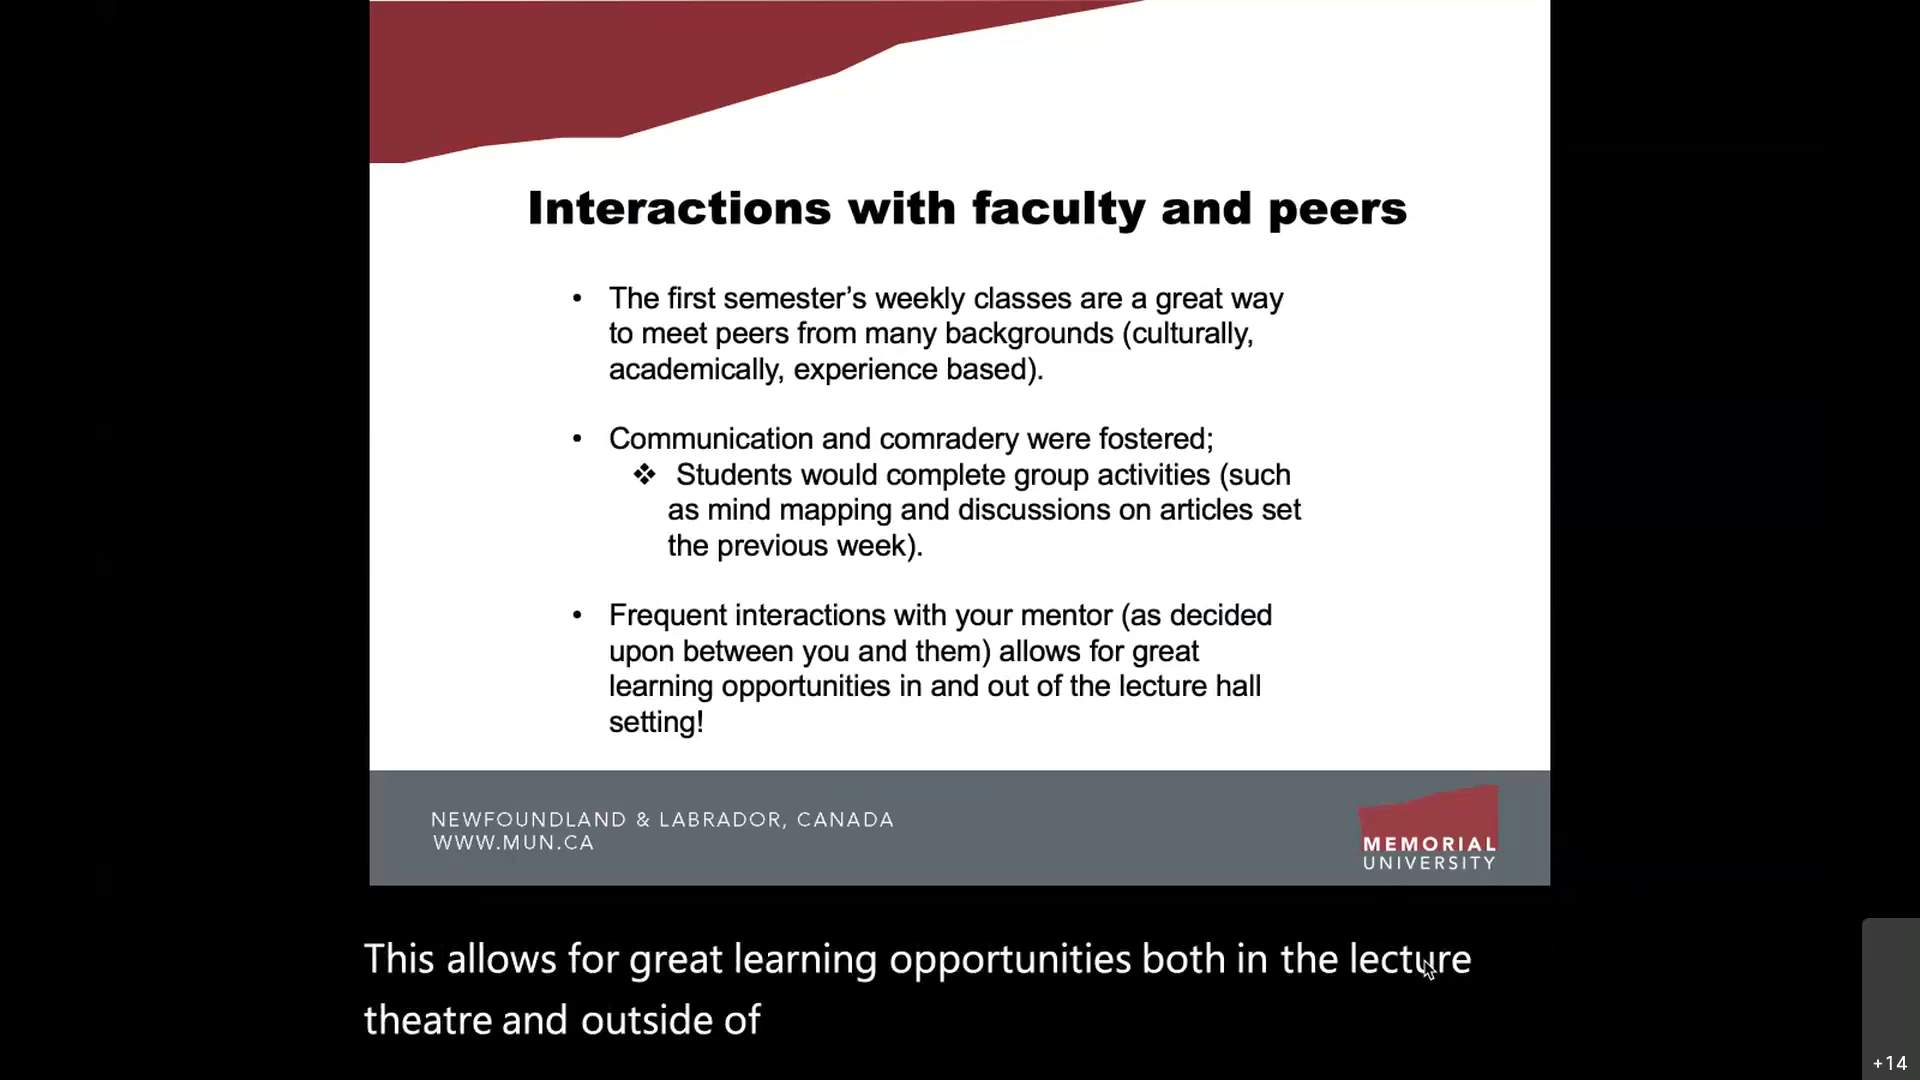 Interactions with faculty and peers
• The first semester’s weekly classes are a great way
to meet peers from many backgrounds (culturally,
academically, experience based).
• Communication and comradery were fostered;
❖ Students would complete group activities (such
as mind mapping and discussions on articles set
the previous week).
• Frequent interactions with your mentor (as decided
upon between you and them) allows for great
learning opportunities in and out of the lecture hall
setting!
NEWFOUNDLAND & LABRADOR, CANADA
WWW.MUN.CA
MEMORIAL
UNIVERSITY
This allows for great learning opportunities both in the lecture
theatre and outside of
+14